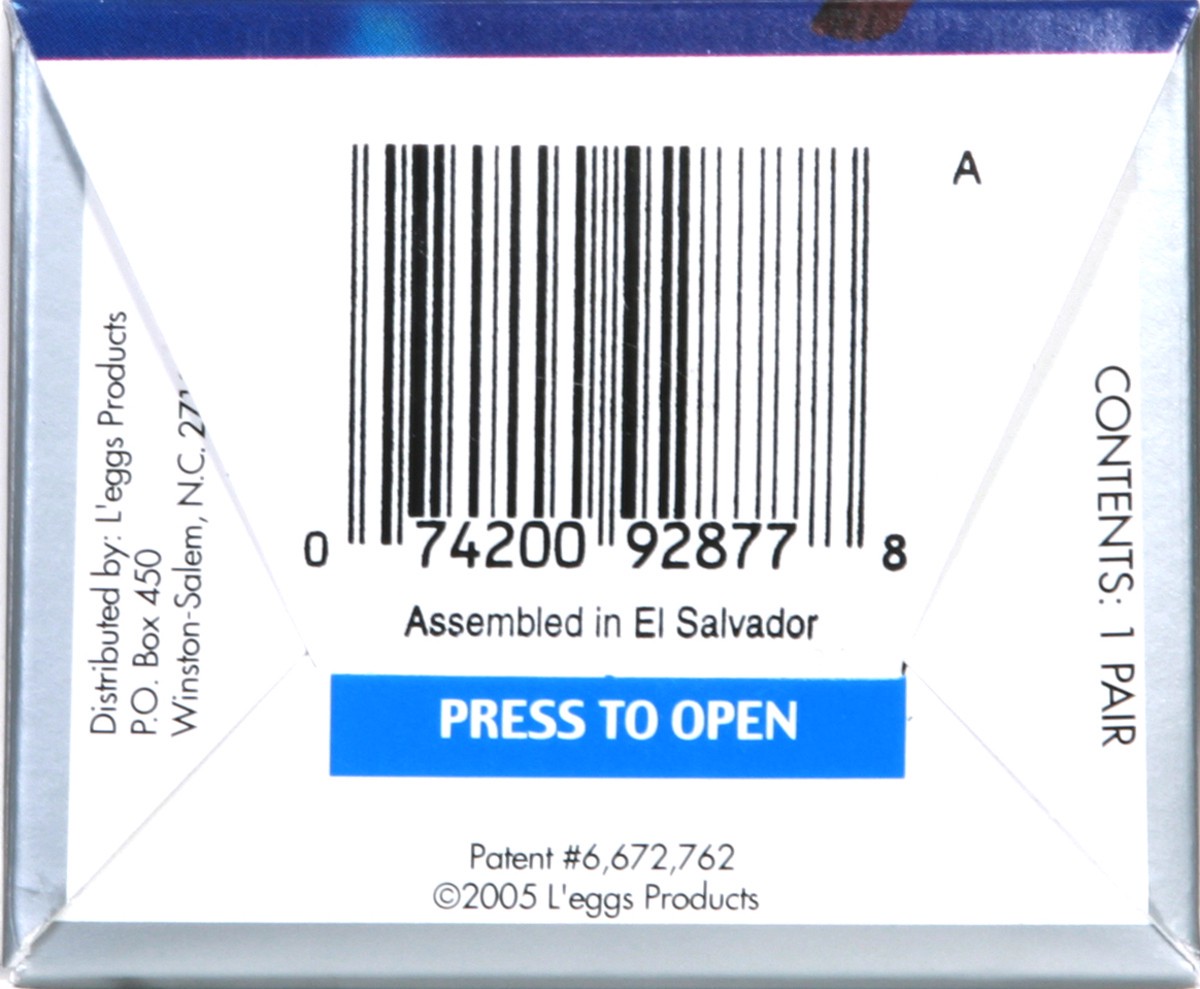 A
0 74200 92877 8
Assembled in El Salvador
PRESS TO OPEN
Patent #6,672,762
©2005 L'eggs Products
Distributed by: L'eggs Products
P.O. Box 450
Winston-Salem, N.C.
CONTENTS: 1 PAIR